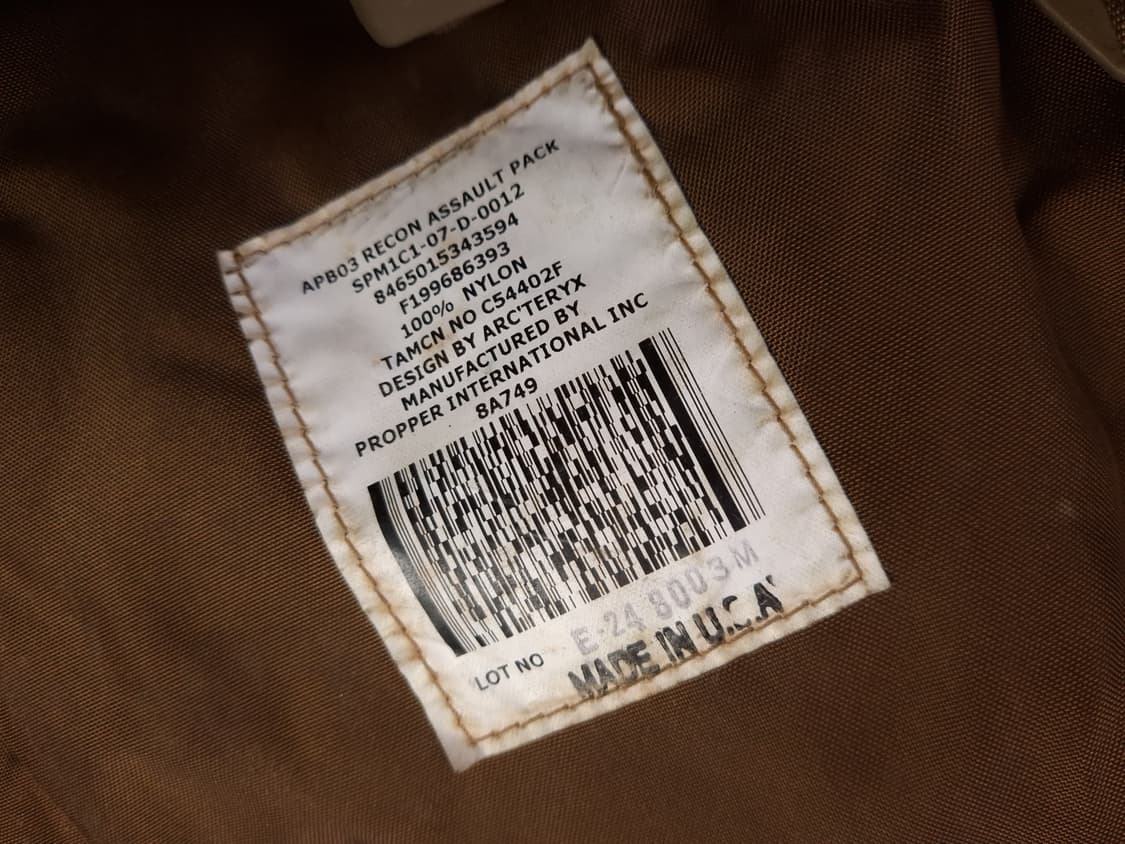 APB03 RECON ASSAULT PACK
SPM1C1-07-D-0012
8465015343594
F199686393
100% NYLON
TAMCN NO C54402F
DESIGN BY ARC'TERYX
MANUFACTURED BY
PROPPER INTERNATIONAL INC
8A749
LOT NO E-24 8003M
MADE IN U.S.A